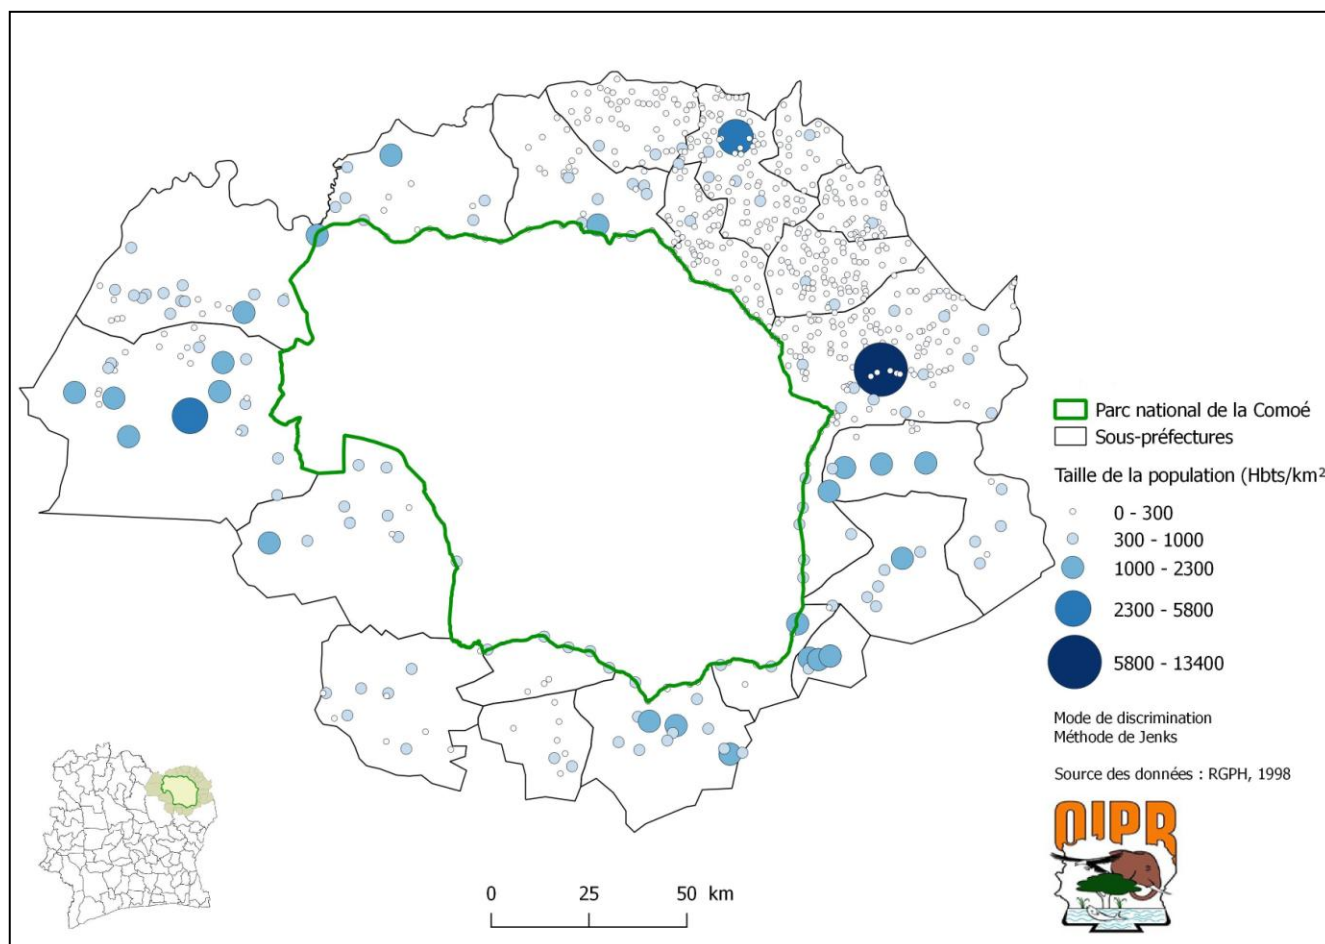 Parc national de la Comoé
Sous-préfectures
Taille de la population (Hbts/km²
0 - 300
300 - 1000
1000 - 2300
2300 - 5800
5800 - 13400
Mode de discrimination
Méthode de Jenks
Source des données : RGPH, 1998
OIPR
0 25 50 km